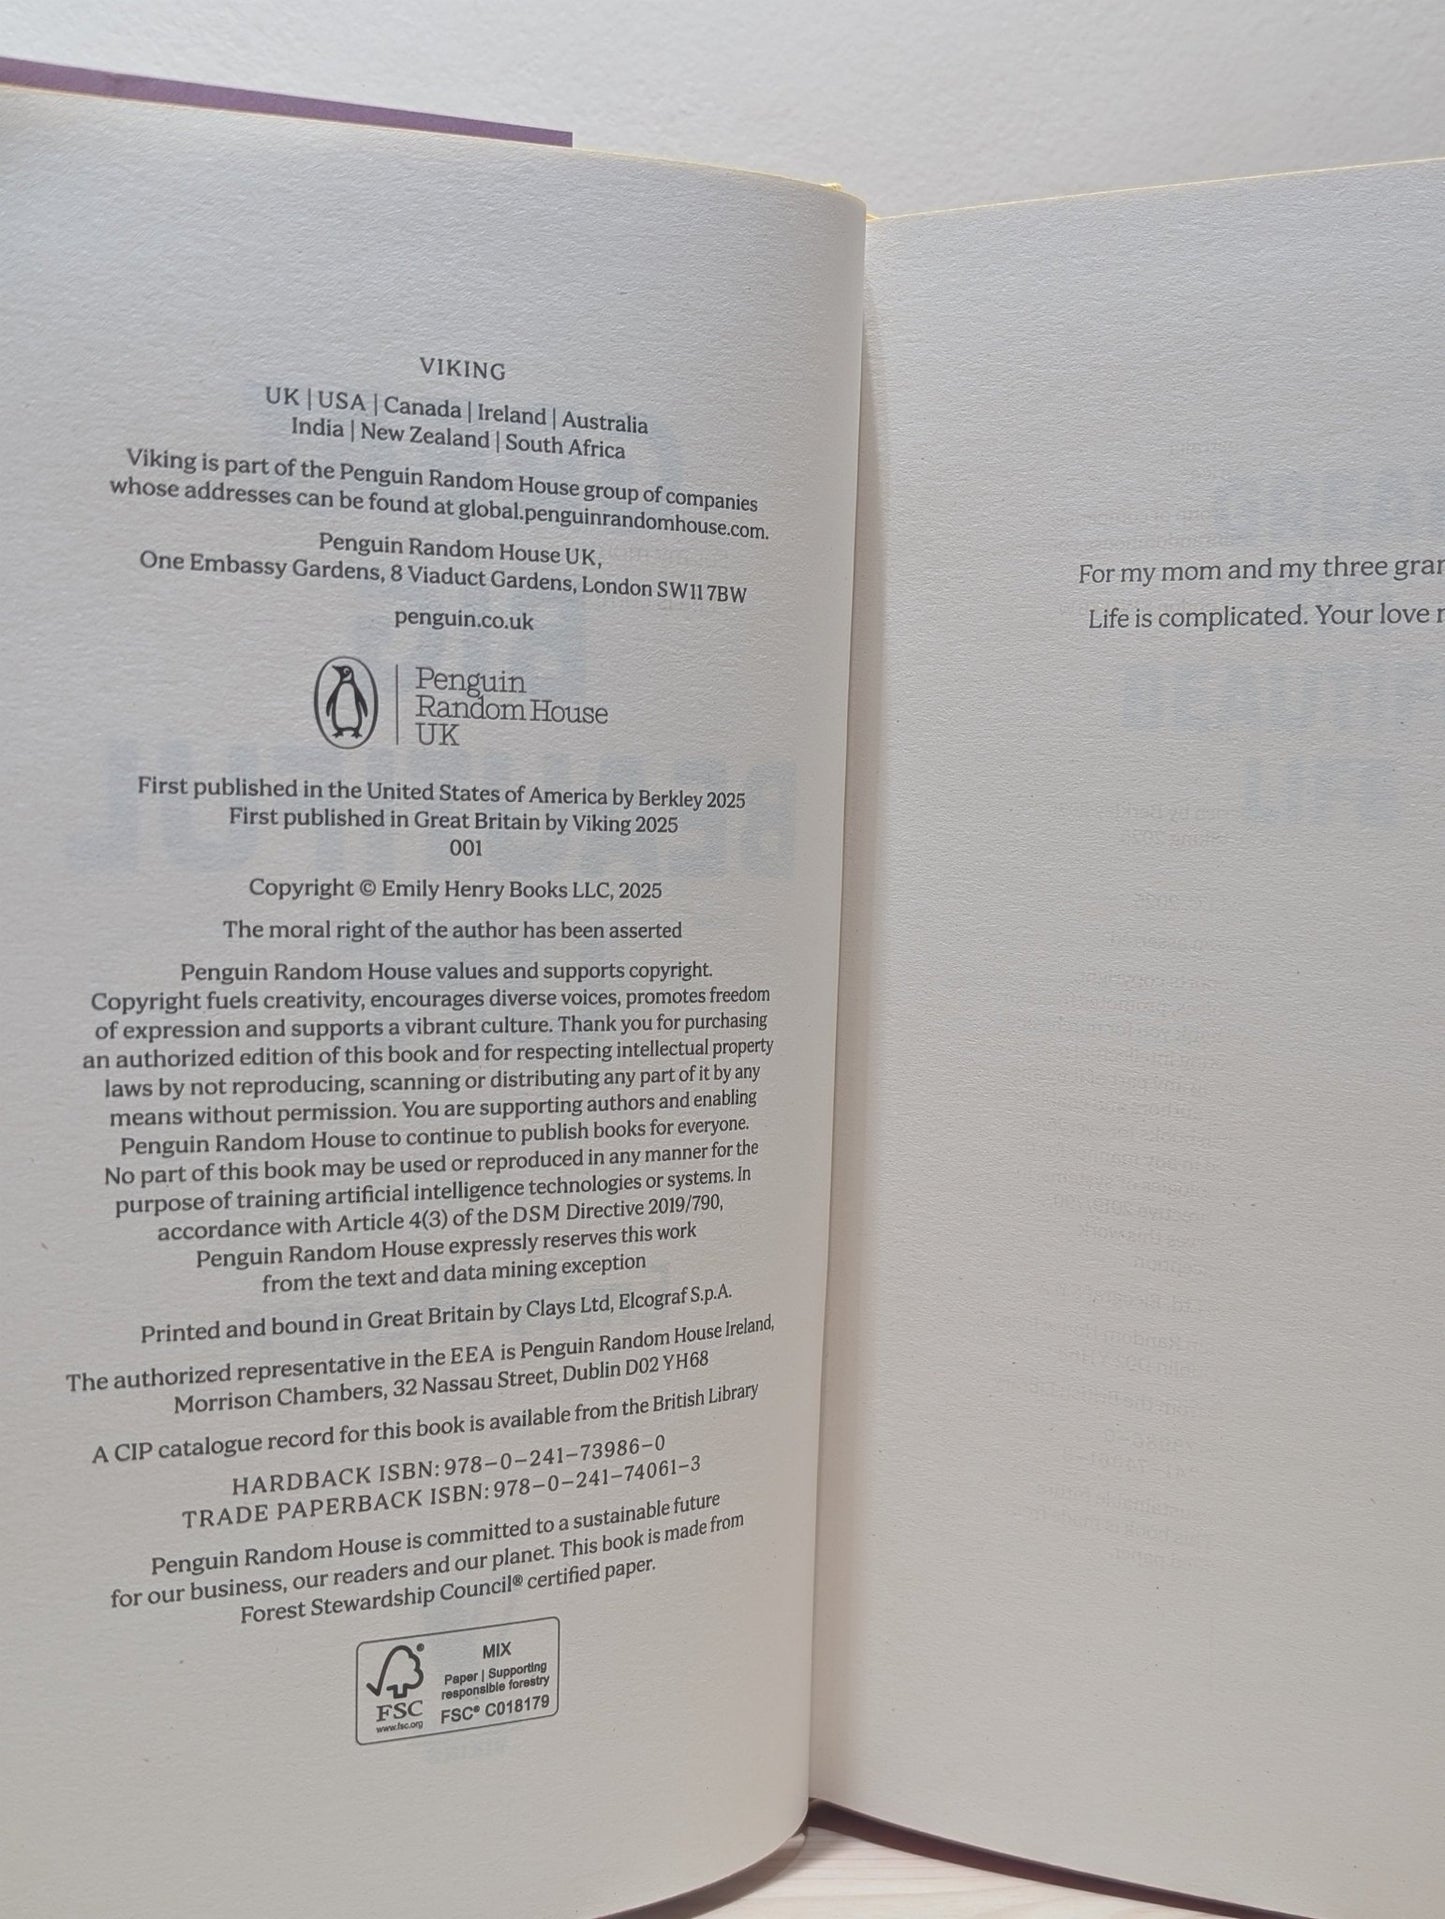 VIKING
UK | USA | Canada | Ireland | Australia
India | New Zealand | South Africa
Viking is part of the Penguin Random House group of companies
whose addresses can be found at global.penguinrandomhouse.com.
Penguin Random House UK,
One Embassy Gardens, 8 Viaduct Gardens, London SW11 7BW
penguin.co.uk
Penguin
Random House
UK
First published in the United States of America by Berkley 2025
First published in Great Britain by Viking 2025
001
Copyright © Emily Henry Books LLC, 2025
The moral right of the author has been asserted
Penguin Random House values and supports copyright.
Copyright fuels creativity, encourages diverse voices, promotes freedom
of expression and supports a vibrant culture. Thank you for purchasing
an authorized edition of this book and for respecting intellectual property
laws by not reproducing, scanning or distributing any part of it by any
means without permission. You are supporting authors and enabling
Penguin Random House to continue to publish books for everyone.
No part of this book may be used or reproduced in any manner for the
purpose of training artificial intelligence technologies or systems. In
accordance with Article 4(3) of the DSM Directive 2019/790,
Penguin Random House expressly reserves this work
from the text and data mining exception
Printed and bound in Great Britain by Clays Ltd, Elcograf S.p.A.
The authorized representative in the EEA is Penguin Random House Ireland,
Morrison Chambers, 32 Nassau Street, Dublin D02 YH68
A CIP catalogue record for this book is available from the British Library
HARDBACK ISBN: 978–0–241–73986–0
TRADE PAPERBACK ISBN: 978–0–241–74061–3
Penguin Random House is committed to a sustainable future
for our business, our readers and our planet. This book is made from
Forest Stewardship Council® certified paper.
FSC
www.fsc.org
MIX
Paper | Supporting
responsible forestry
FSC® C018179
For my mom and my three
Life is complicated. Your love